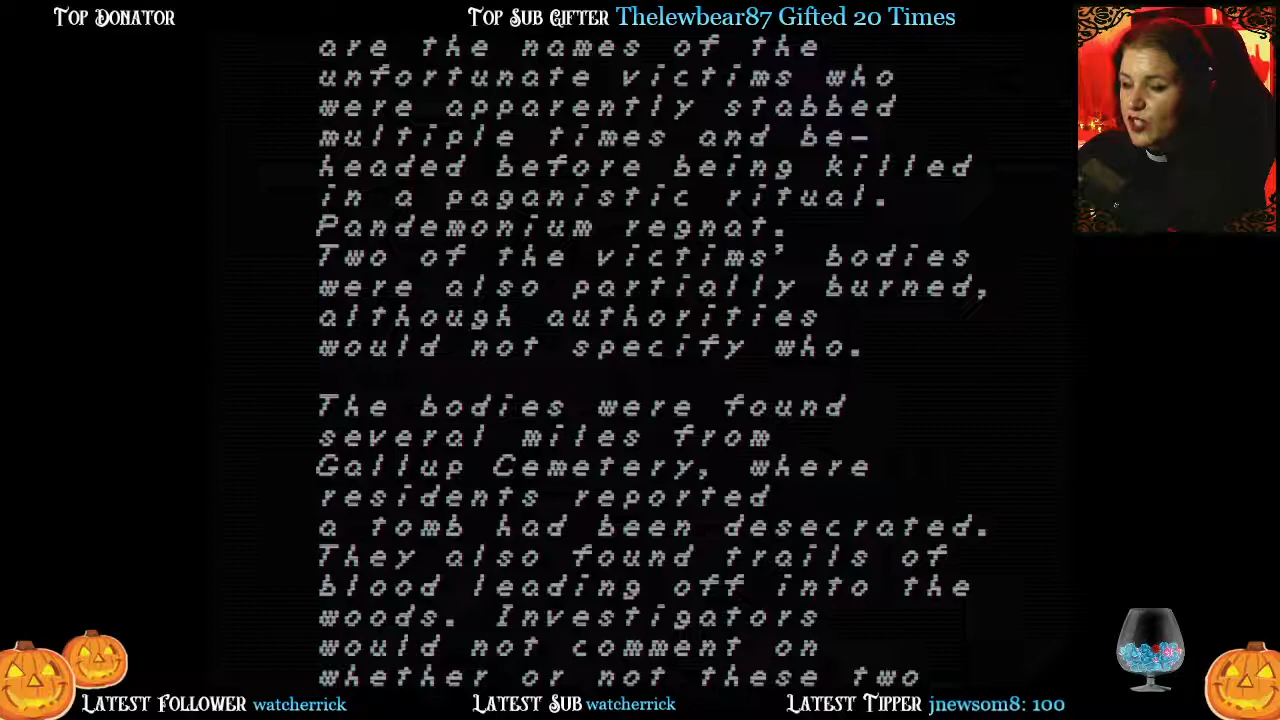 Top Donator
Top Sub Gifter Thelewbear87 Gifted 20 Times
are the names of the
unfortunate victims who
were apparently stabbed
multiple times and be-
headed before being killed
in a paganistic ritual.
Pandemonium regnat.
Two of the victims' bodies
were also partially burned,
although authorities
would not specify who.
The bodies were found
several miles from
Gallup Cemetery, where
residents reported
a tomb had been desecrated.
They also found trails of
blood leading off into the
woods. Investigators
would not comment on
whether or not these two
Latest Follower watcherrick
Latest Sub watcherrick
Latest Tipper jnewsom8: 100